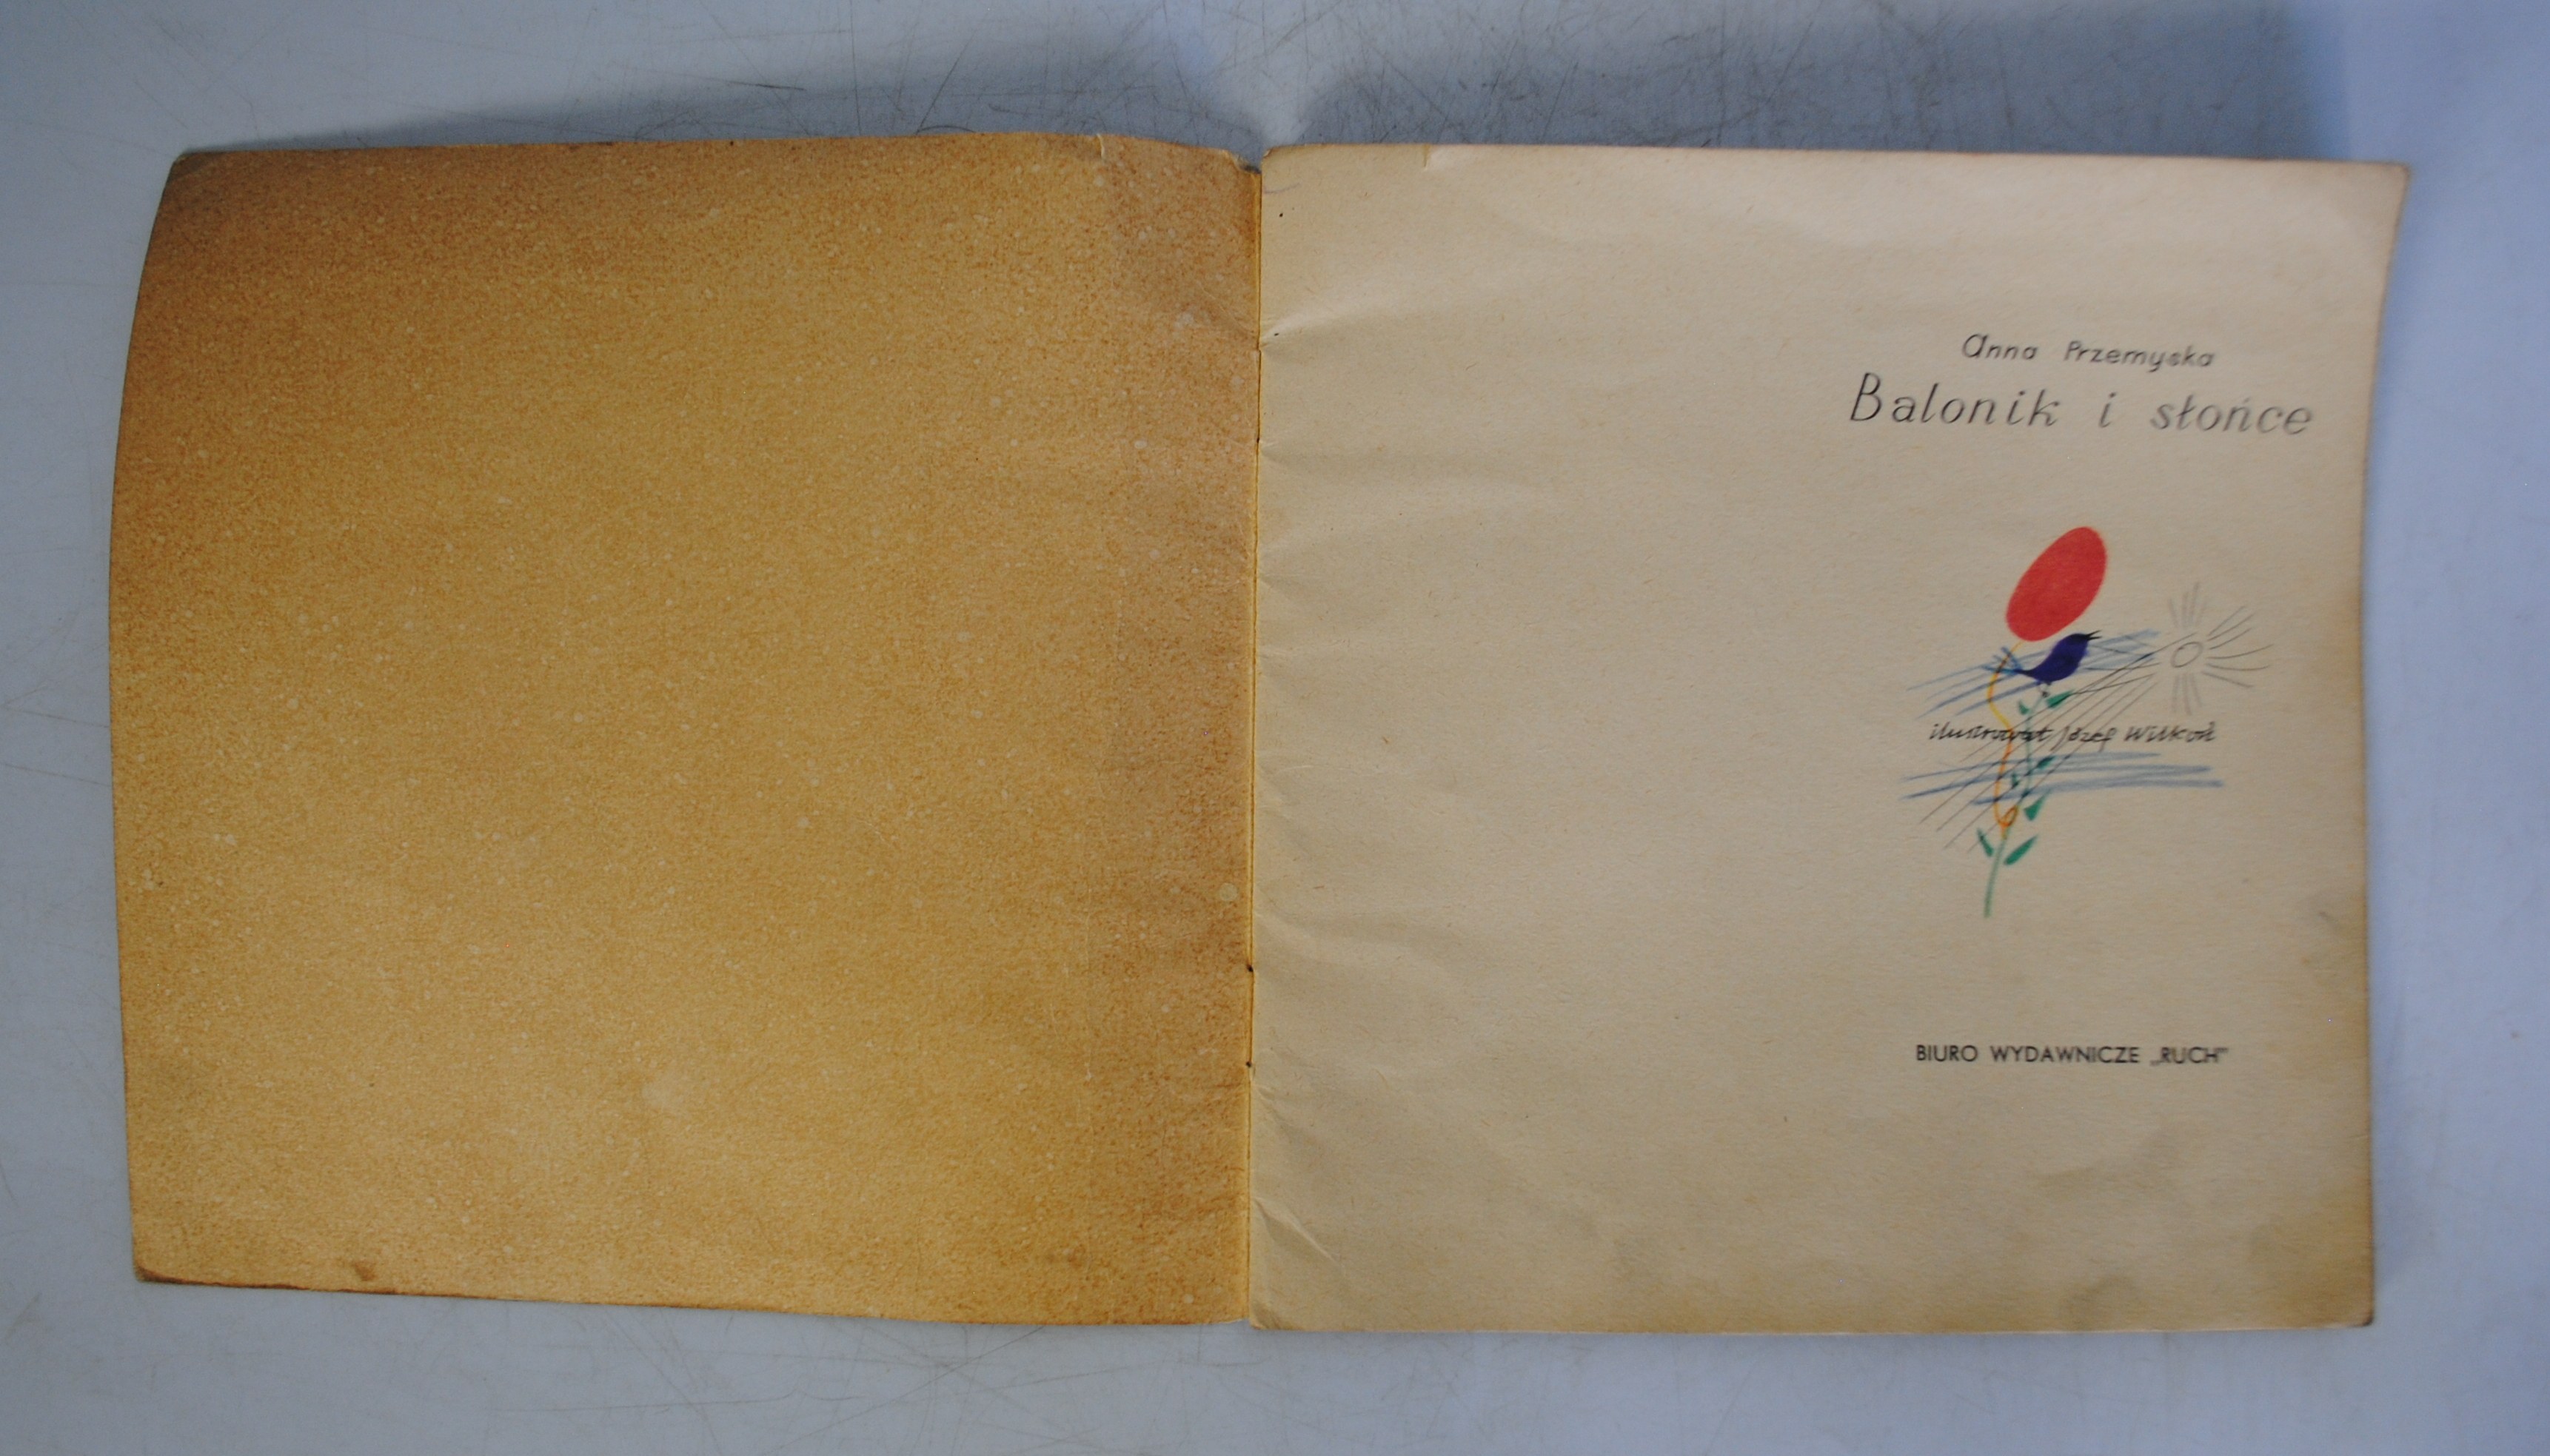 Anna Przemyska
Balonik i słońce
ilustrował Józef Wilkoń
BIURO WYDAWNICZE „RUCH”